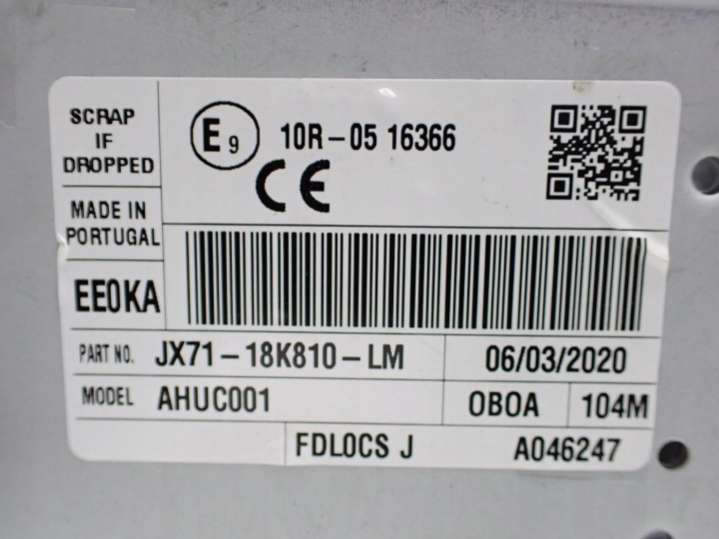 SCRAP
IF
DROPPED
E9 10R-05 16366
CE
MADE IN
PORTUGAL
EE0KA
PART NO. JX71-18K810-LM 06/03/2020
MODEL AHUC001 0B0A 104M
FDL0CS J A046247